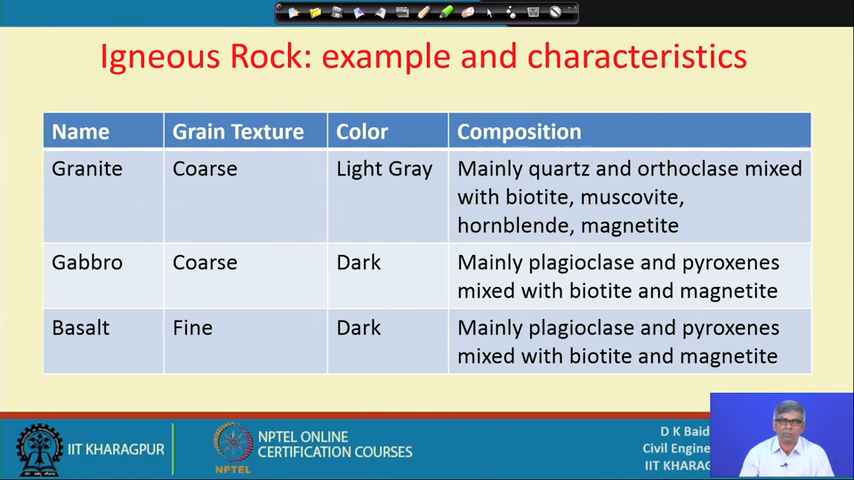 Igneous Rock: example and characteristics
Name Grain Texture Color Composition
Granite Coarse Light Gray Mainly quartz and orthoclase mixed
with biotite, muscovite,
hornblende, magnetite
Gabbro Coarse Dark Mainly plagioclase and pyroxenes
mixed with biotite and magnetite
Basalt Fine Dark Mainly plagioclase and pyroxenes
mixed with biotite and magnetite
IIT KHARAGPUR
NPTEL
NPTEL ONLINE
CERTIFICATION COURSES
D K Baid
Civil Engine
IIT KHARAG